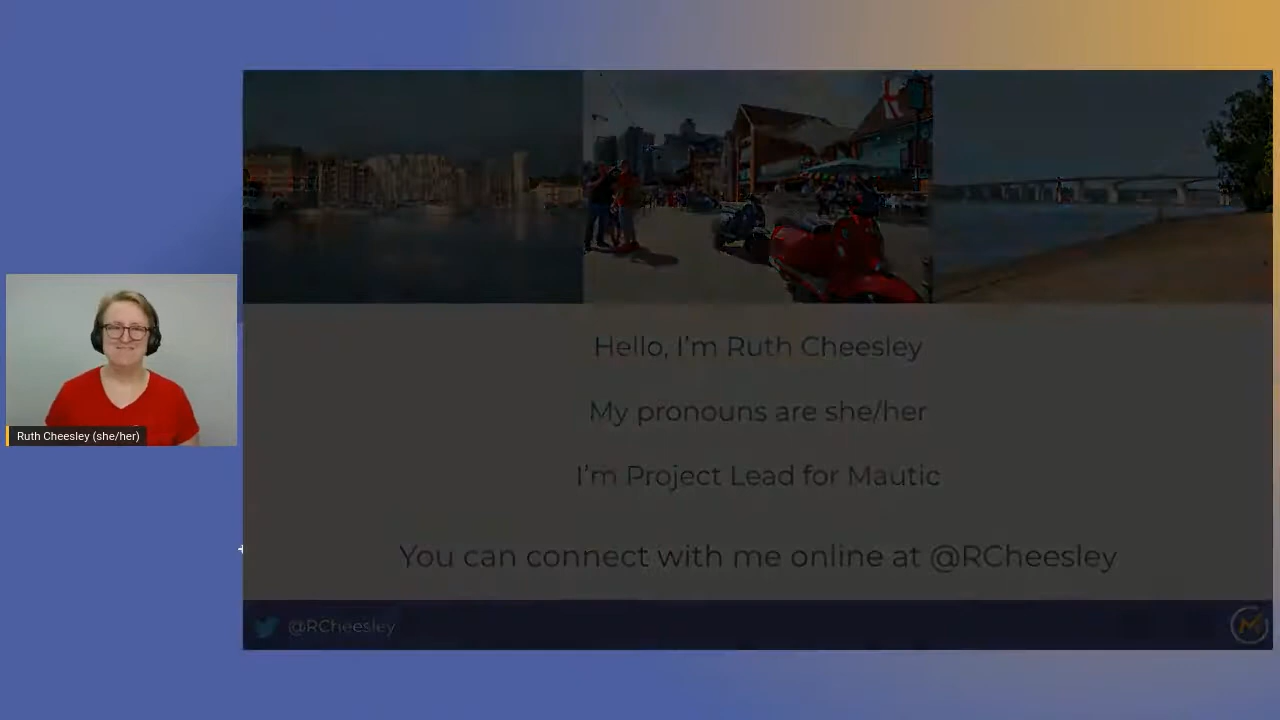 Hello, I'm Ruth Cheesley
My pronouns are she/her
I'm Project Lead for Mautic
You can connect with me online at @RCheesley
Ruth Cheesley (she/her)
@RCheesley